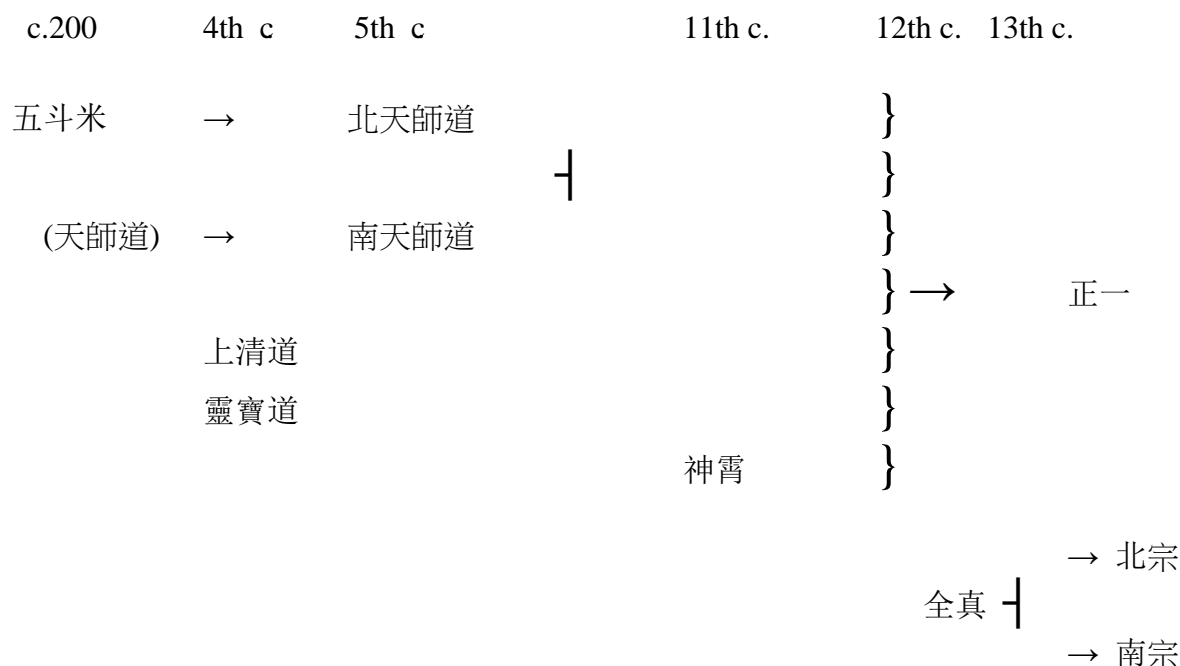 c.200 4th c 5th c 11th c. 12th c. 13th c.
五斗米 → 北天師道 }
┤ }
(天師道) → 南天師道 }
} → 正一
上清道 }
靈寶道 }
神霄 }
→ 北宗
全真 ┤
→ 南宗